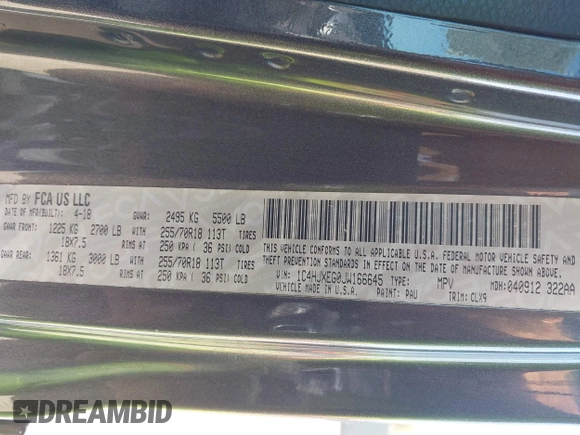 MFD BY FCA US LLC
DATE OF MFR(BUILT): 4-18 GVWR: 2495 KG 5500 LB
GAWR FRONT: 1225 KG 2700 LB WITH 255/70R18 113T TIRES
18X7.5 RIMS AT 250 KPA ( 36 PSI) COLD
GAWR REAR: 1361 KG 3000 LB WITH 255/70R18 113T TIRES
18X7.5 RIMS AT 250 KPA ( 36 PSI) COLD
THIS VEHICLE CONFORMS TO ALL APPLICABLE U.S.A. FEDERAL MOTOR VEHICLE
SAFETY, BUMPER, AND THEFT PREVENTION STANDARDS IN EFFECT ON THE DATE
OF MANUFACTURE SHOWN ABOVE.
VIN: 1C4HJXEG0JW166645 TYPE: MPV MDH: 040912 322AA
VEHICLE MADE IN U.S.A. PAINT: PAU TRIM: CLX9
DREAMBID